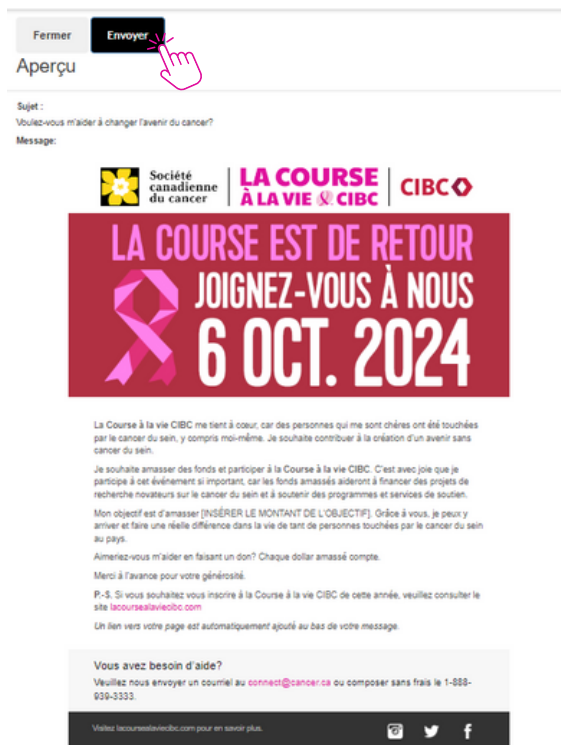 Fermer
Envoyer
Aperçu
Sujet :
Voulez-vous m'aider à changer l'avenir du cancer?
Message:
Société
canadienne
du cancer
LA COURSE
À LA VIE CIBC
CIBC
LA COURSE EST DE RETOUR
JOIGNEZ-VOUS À NOUS
6 OCT. 2024
La Course à la vie CIBC me tient à cœur, car des personnes qui me sont chères ont été touchées
par le cancer du sein, y compris moi-même. Je souhaite contribuer à la création d'un avenir sans
cancer du sein.
Je souhaite amasser des fonds et participer à la Course à la vie CIBC. C'est avec joie que je
participe à cet événement si important, car les fonds amassés aideront à financer des projets de
recherche novateurs sur le cancer du sein et à soutenir des programmes et services de soutien.
Mon objectif est d'amasser [INSÉRER LE MONTANT DE L'OBJECTIF]. Grâce à vous, je peux y
arriver et faire une réelle différence dans la vie de tant de personnes touchées par le cancer du sein
au pays.
Aimeriez-vous m'aider en faisant un don? Chaque dollar amassé compte.
Merci à l'avance pour votre générosité.
P.-S. Si vous souhaitez vous inscrire à la Course à la vie CIBC de cette année, veuillez consulter le
site lacoursealaviecibc.com
Un lien vers votre page est automatiquement ajouté au bas de votre message.
Vous avez besoin d'aide?
Veuillez nous envoyer un courriel au connect@cancer.ca ou composer sans frais le 1-888-
939-3333.
Visitez lacoursealaviecibc.com pour en savoir plus.